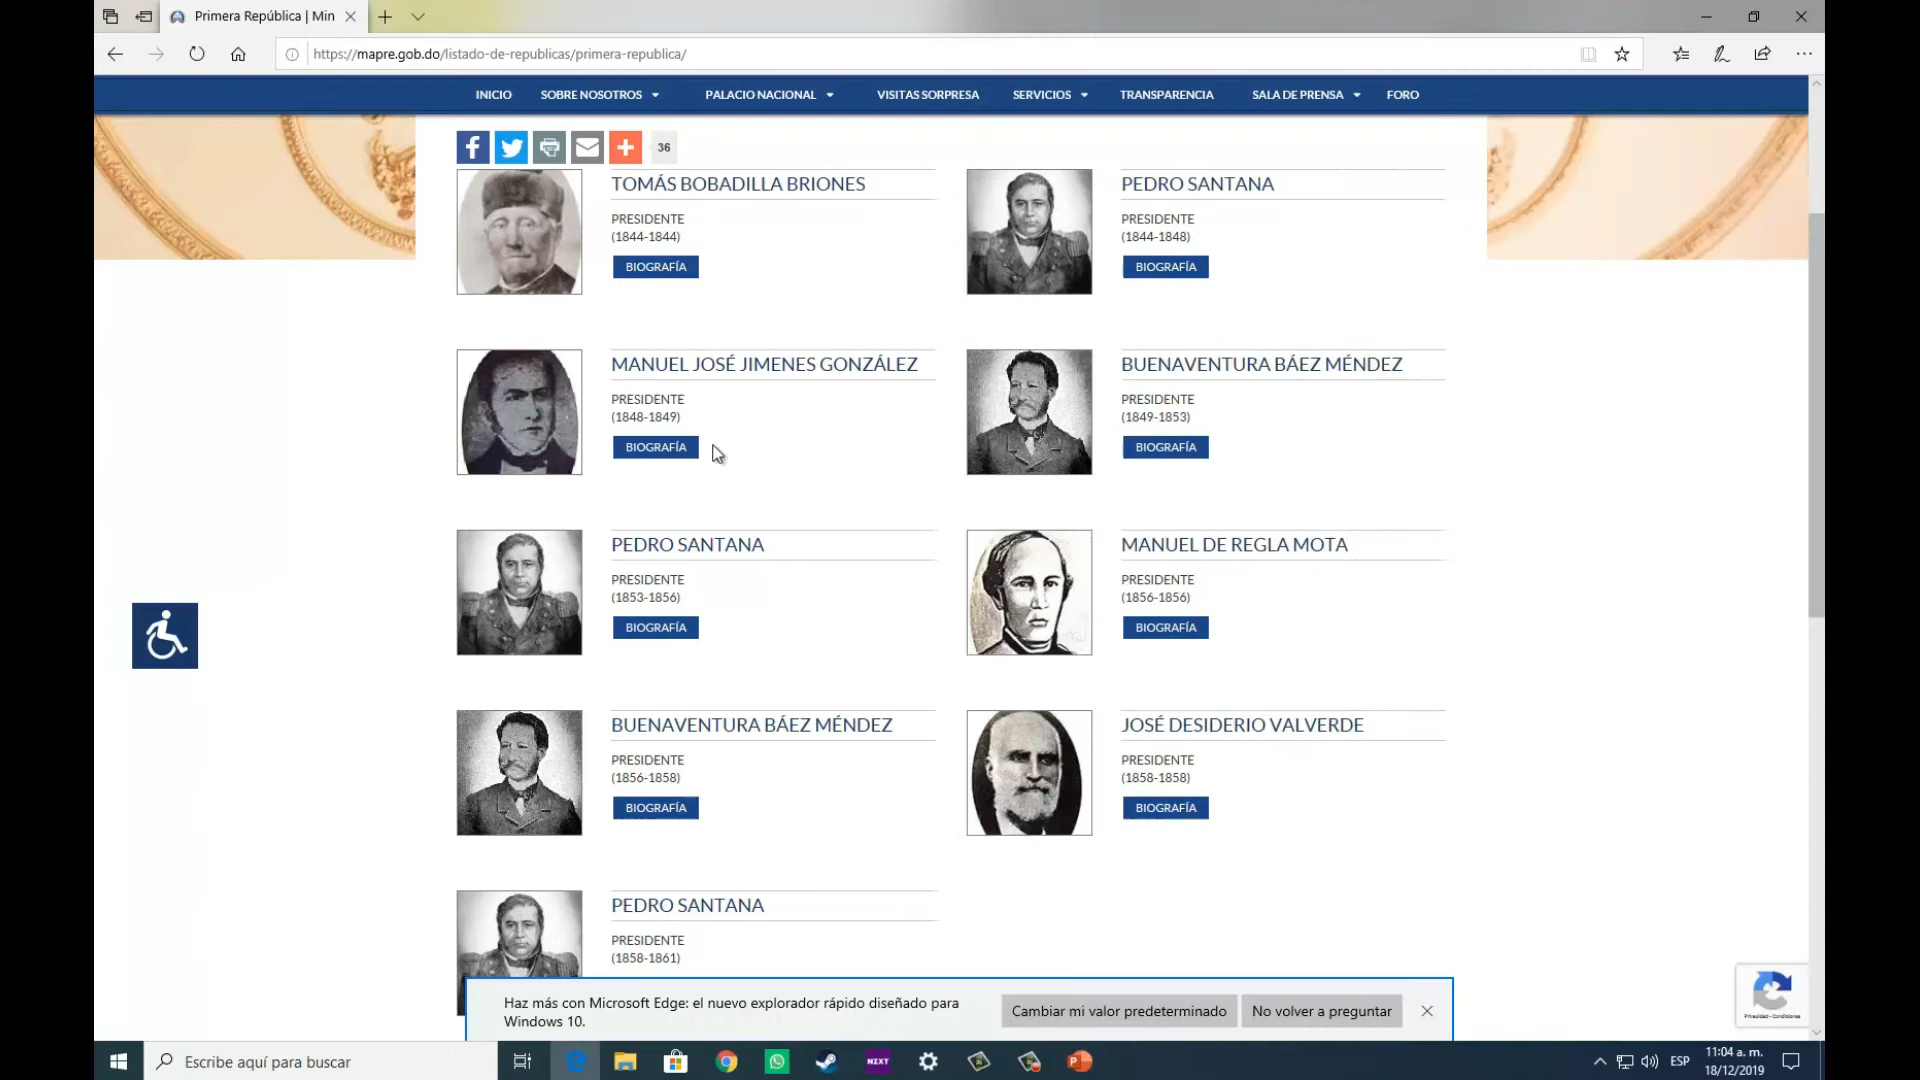 Primera República | Min
https://mapre.gob.do/listado-de-republicas/primera-republica/
INICIO SOBRE NOSOTROS PALACIO NACIONAL VISITAS SORPRESA SERVICIOS TRANSPARENCIA SALA DE PRENSA FORO
36
TOMÁS BOBADILLA BRIONES
PRESIDENTE
(1844-1844)
BIOGRAFÍA
PEDRO SANTANA
PRESIDENTE
(1844-1848)
BIOGRAFÍA
MANUEL JOSÉ JIMENES GONZÁLEZ
PRESIDENTE
(1848-1849)
BIOGRAFÍA
BUENAVENTURA BÁEZ MÉNDEZ
PRESIDENTE
(1849-1853)
BIOGRAFÍA
PEDRO SANTANA
PRESIDENTE
(1853-1856)
BIOGRAFÍA
MANUEL DE REGLA MOTA
PRESIDENTE
(1856-1856)
BIOGRAFÍA
BUENAVENTURA BÁEZ MÉNDEZ
PRESIDENTE
(1856-1858)
BIOGRAFÍA
JOSÉ DESIDERIO VALVERDE
PRESIDENTE
(1858-1858)
BIOGRAFÍA
PEDRO SANTANA
PRESIDENTE
(1858-1861)
Haz más con Microsoft Edge: el nuevo explorador rápido diseñado para
Windows 10.
Cambiar mi valor predeterminado
No volver a preguntar
Privacidad - Condiciones
Escribe aquí para buscar
NZXT
ESP
11:04 a. m.
18/12/2019